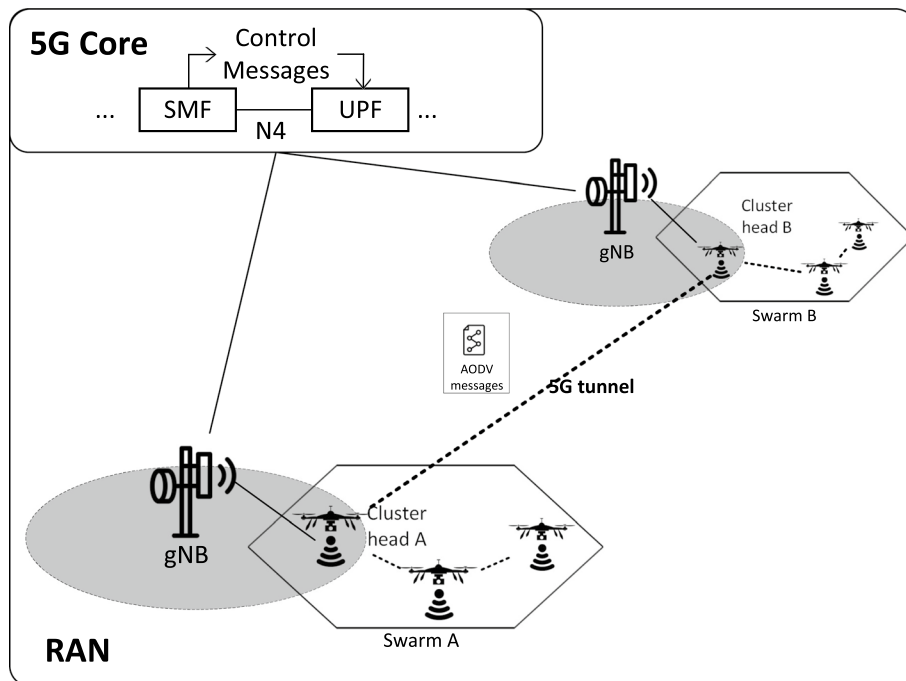 5G Core
Control
Messages
...
SMF
N4
UPF
...
gNB
Cluster
head B
Swarm B
AODV
messages
5G tunnel
gNB
Cluster
head A
Swarm A
RAN